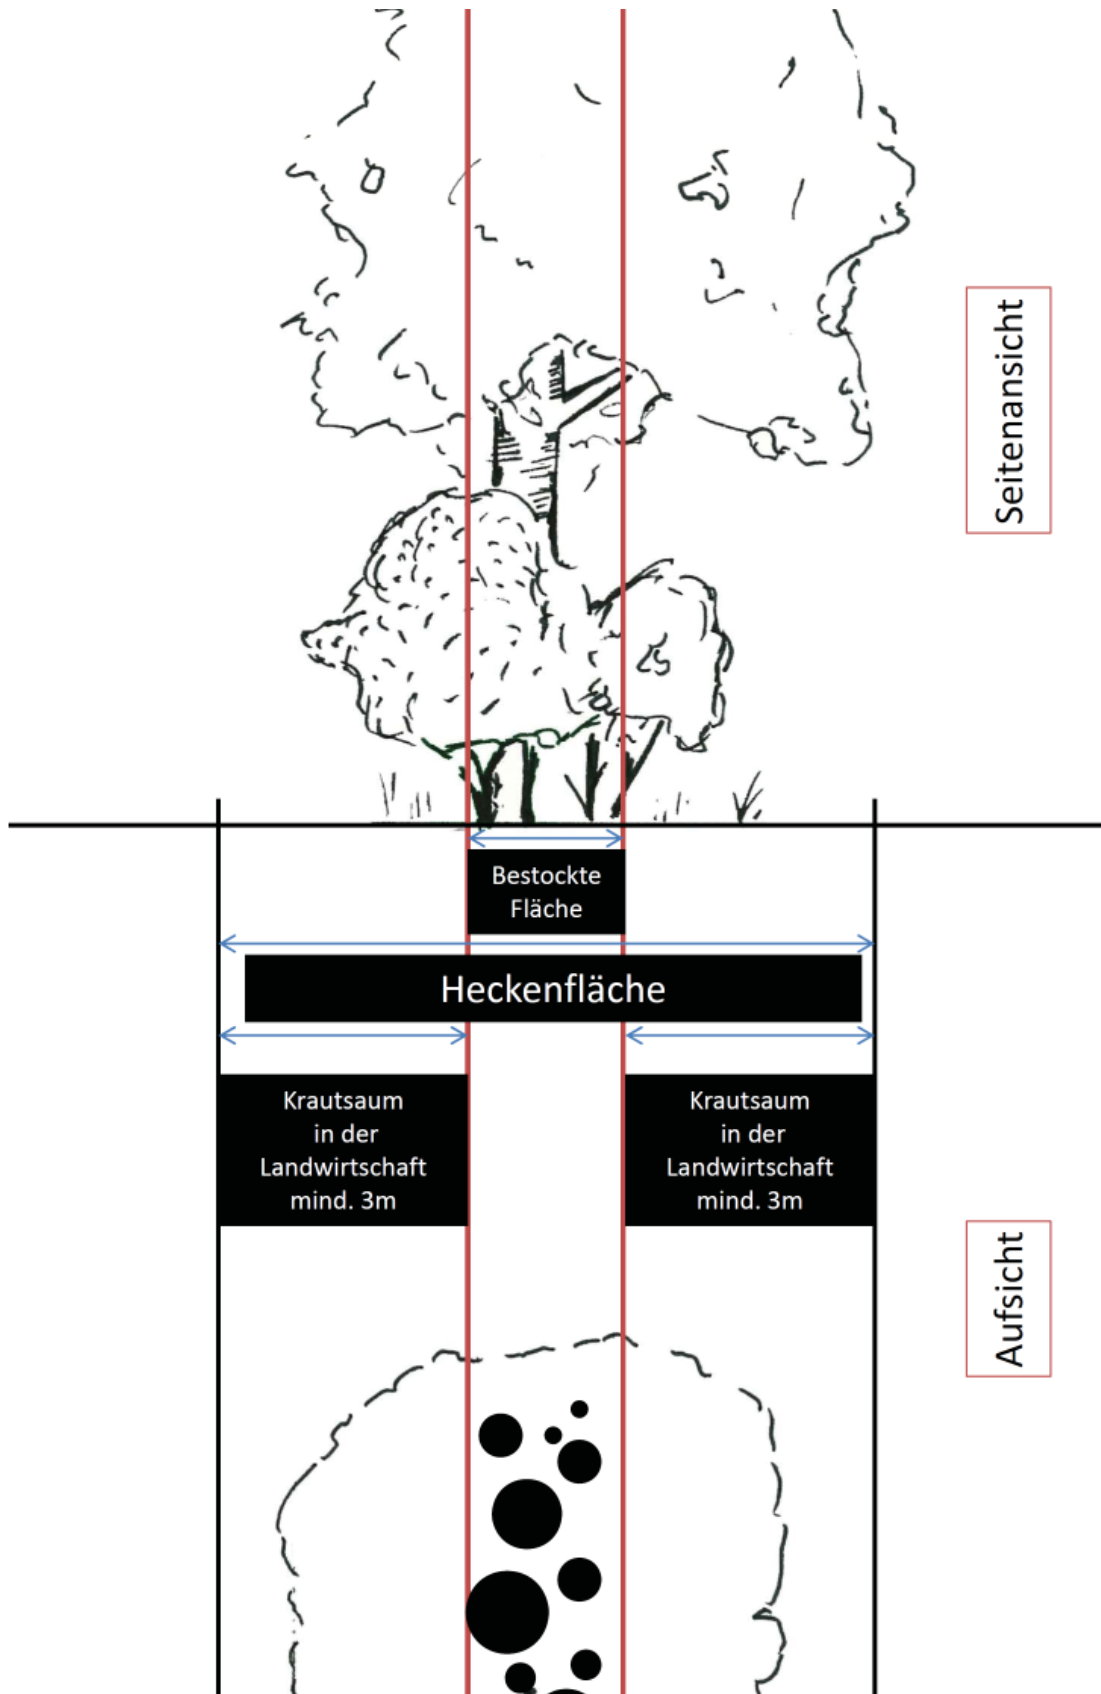 Seitenansicht
Bestockte
Fläche
Heckenfläche
Krautsaum
in der
Landwirtschaft
mind. 3m
Krautsaum
in der
Landwirtschaft
mind. 3m
Aufsicht